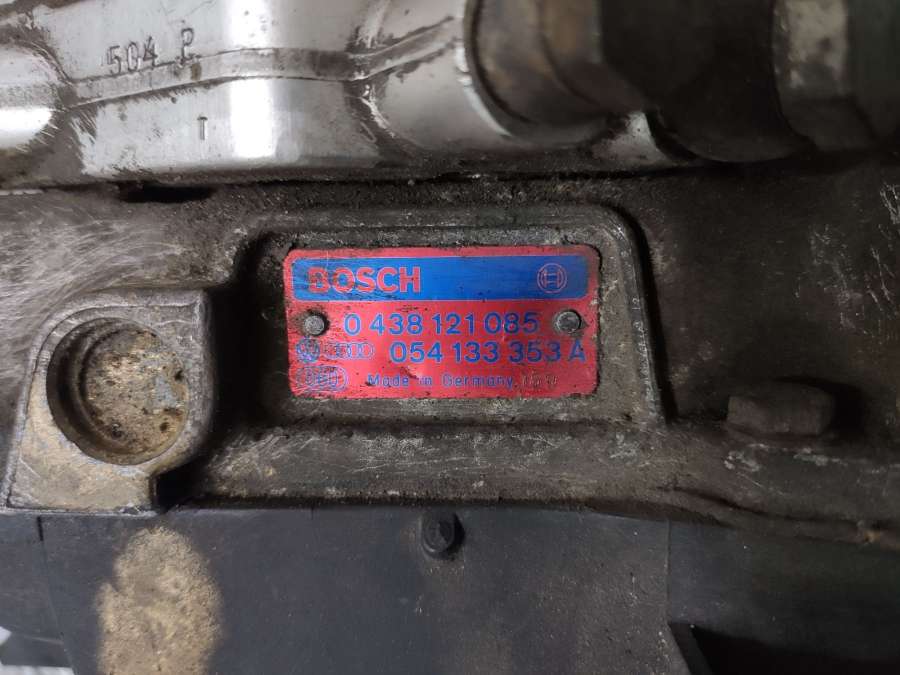 504 P
T
BOSCH
0 438 121 085
054 133 353 A
Made in Germany.